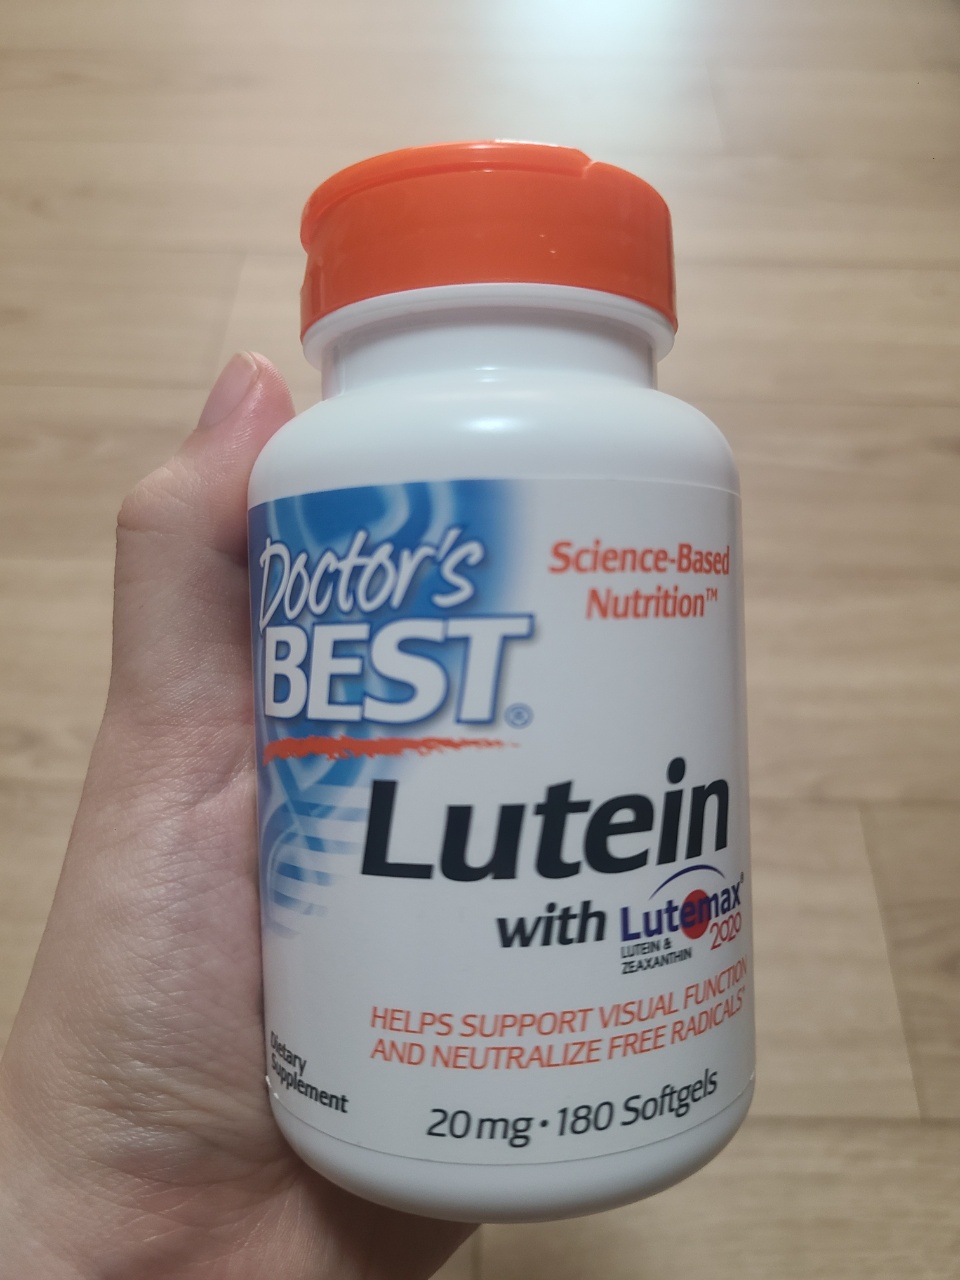 Doctor's
BEST®
Science-Based
Nutrition™
Lutein
with Lutemax®
2020
LUTEIN &
ZEAXANTHIN
HELPS SUPPORT VISUAL FUNCTION
AND NEUTRALIZE FREE RADICALS*
Dietary
Supplement
20 mg • 180 Softgels